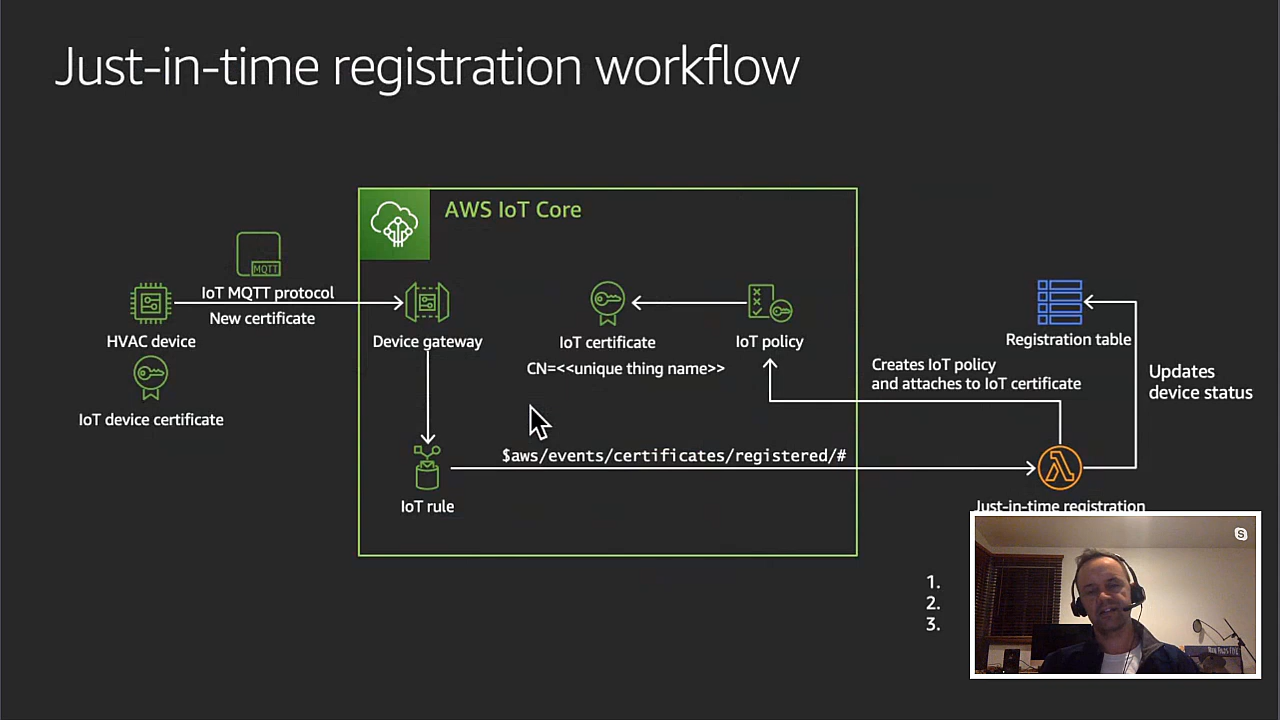 Just-in-time registration workflow
AWS IoT Core
MQTT
IoT MQTT protocol
New certificate
HVAC device
IoT device certificate
Device gateway
IoT certificate
CN=<<unique thing name>>
IoT policy
Registration table
Creates IoT policy
and attaches to IoT certificate
Updates
device status
$aws/events/certificates/registered/#
IoT rule
Just-in-time registration
1.
2.
3.